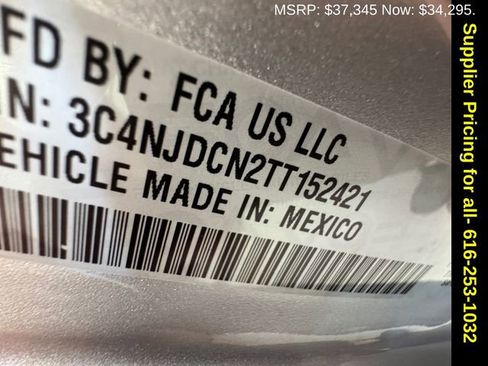 MSRP: $37,345 Now: $34,295.
FD BY: FCA US LLC
IN: 3C4NJDCN2TT152421
EHICLE MADE IN: MEXICO
Supplier Pricing for all- 616-253-1032